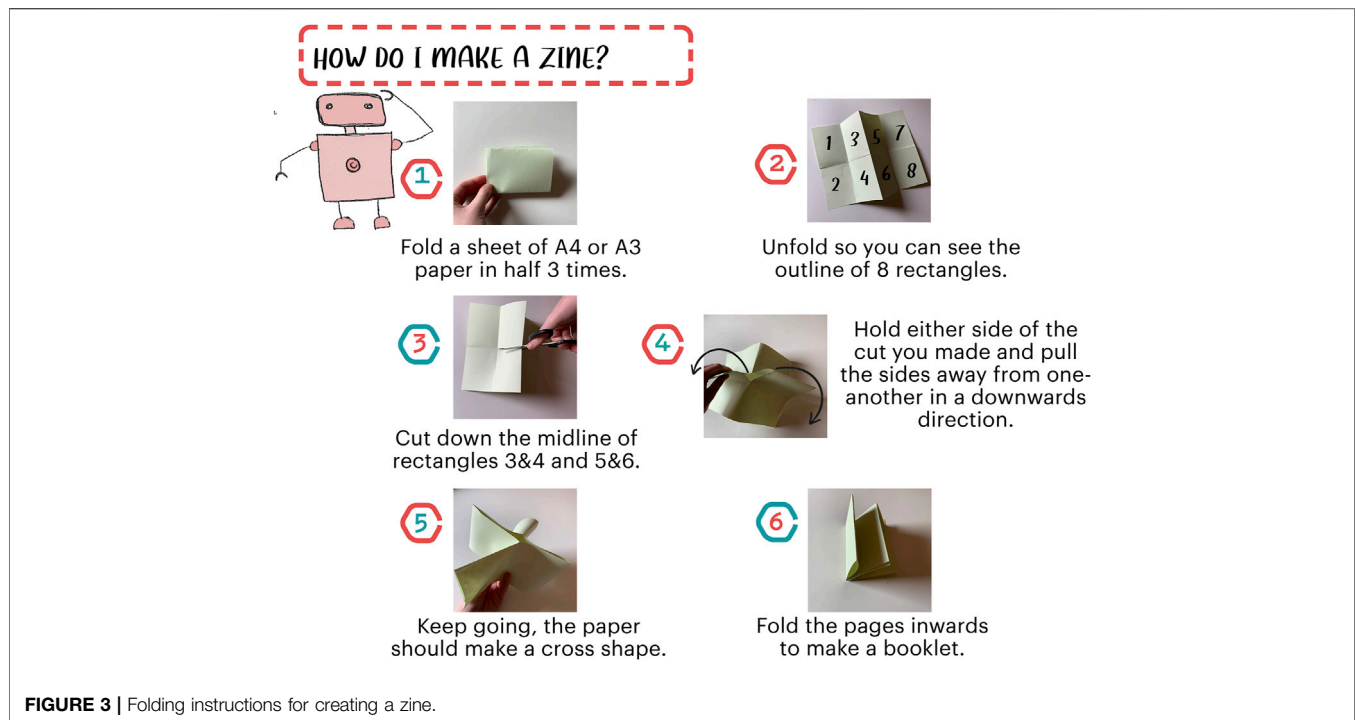 HOW DO I MAKE A ZINE?
1
Fold a sheet of A4 or A3
paper in half 3 times.
2
1 3 5 7
2 4 6 8
Unfold so you can see the
outline of 8 rectangles.
3
Cut down the midline of
rectangles 3&4 and 5&6.
4
Hold either side of the
cut you made and pull
the sides away from one-
another in a downwards
direction.
5
Keep going, the paper
should make a cross shape.
6
Fold the pages inwards
to make a booklet.
FIGURE 3 | Folding instructions for creating a zine.